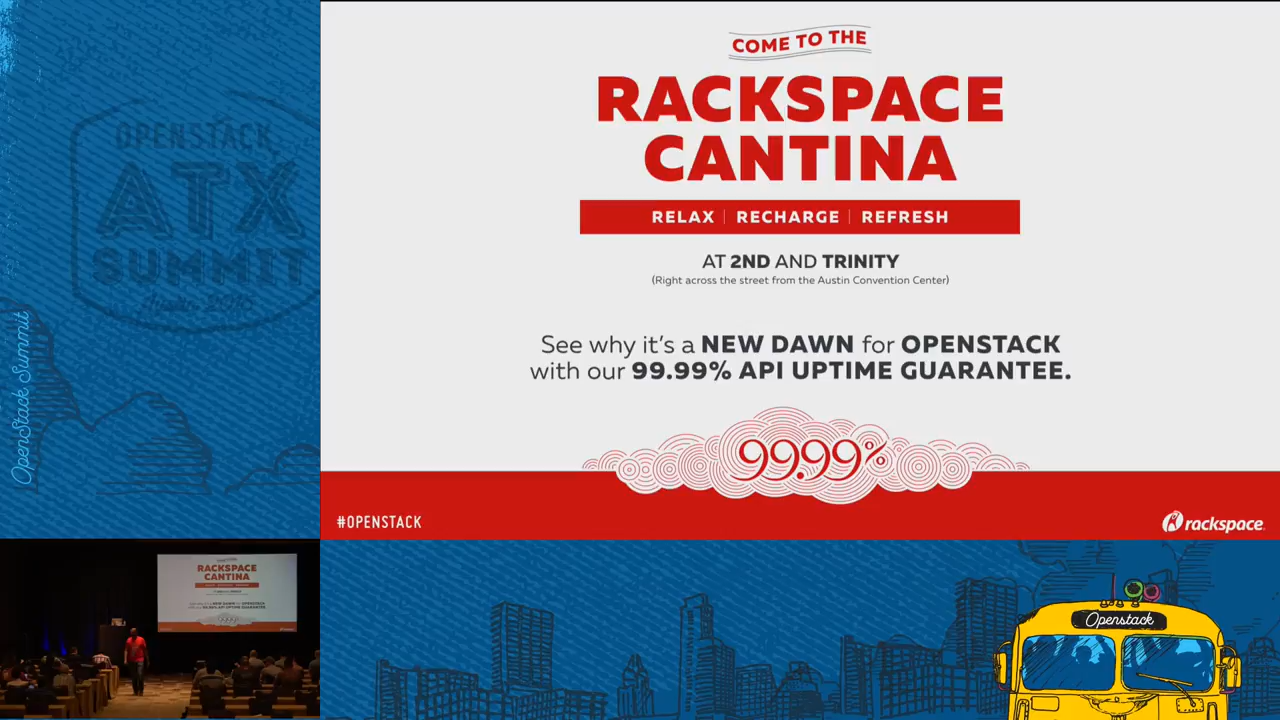 OPENSTACK
ATX
SUMMIT
OpenStack Summit
COME TO THE
RACKSPACE
CANTINA
RELAX | RECHARGE | REFRESH
AT 2ND AND TRINITY
(Right across the street from the Austin Convention Center)
See why it's a NEW DAWN for OPENSTACK
with our 99.99% API UPTIME GUARANTEE.
99.99%
#OPENSTACK
rackspace
RACKSPACE
CANTINA
Openstack